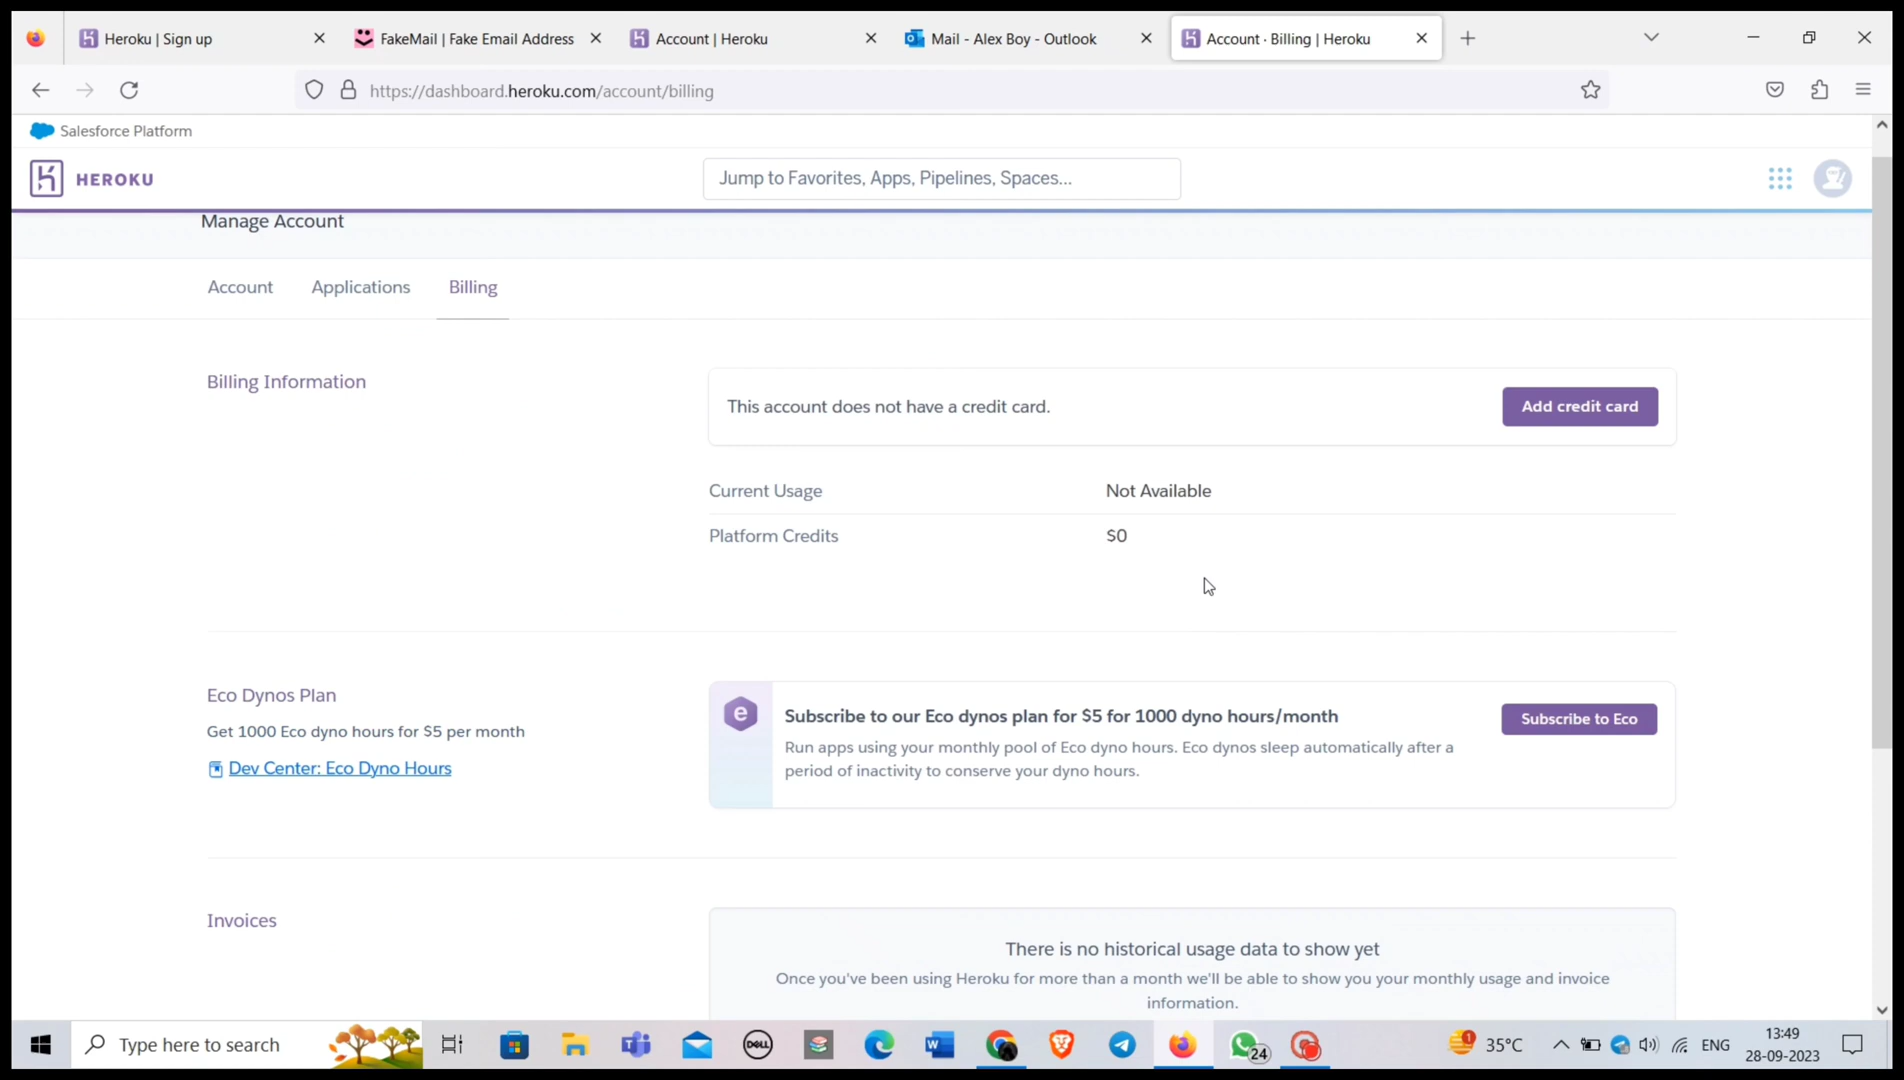 Heroku | Sign up
FakeMail | Fake Email Address
Account | Heroku
Mail - Alex Boy - Outlook
Account · Billing | Heroku
https://dashboard.heroku.com/account/billing
Salesforce Platform
HEROKU
Jump to Favorites, Apps, Pipelines, Spaces...
Manage Account
Account
Applications
Billing
Billing Information
This account does not have a credit card.
Add credit card
Current Usage
Not Available
Platform Credits
$0
Eco Dynos Plan
Get 1000 Eco dyno hours for $5 per month
Dev Center: Eco Dyno Hours
e
Subscribe to our Eco dynos plan for $5 for 1000 dyno hours/month
Run apps using your monthly pool of Eco dyno hours. Eco dynos sleep automatically after a
period of inactivity to conserve your dyno hours.
Subscribe to Eco
Invoices
There is no historical usage data to show yet
Once you've been using Heroku for more than a month we'll be able to show you your monthly usage and invoice
information.
Type here to search
DELL
W
24
1
35°C
ENG
13:49
28-09-2023